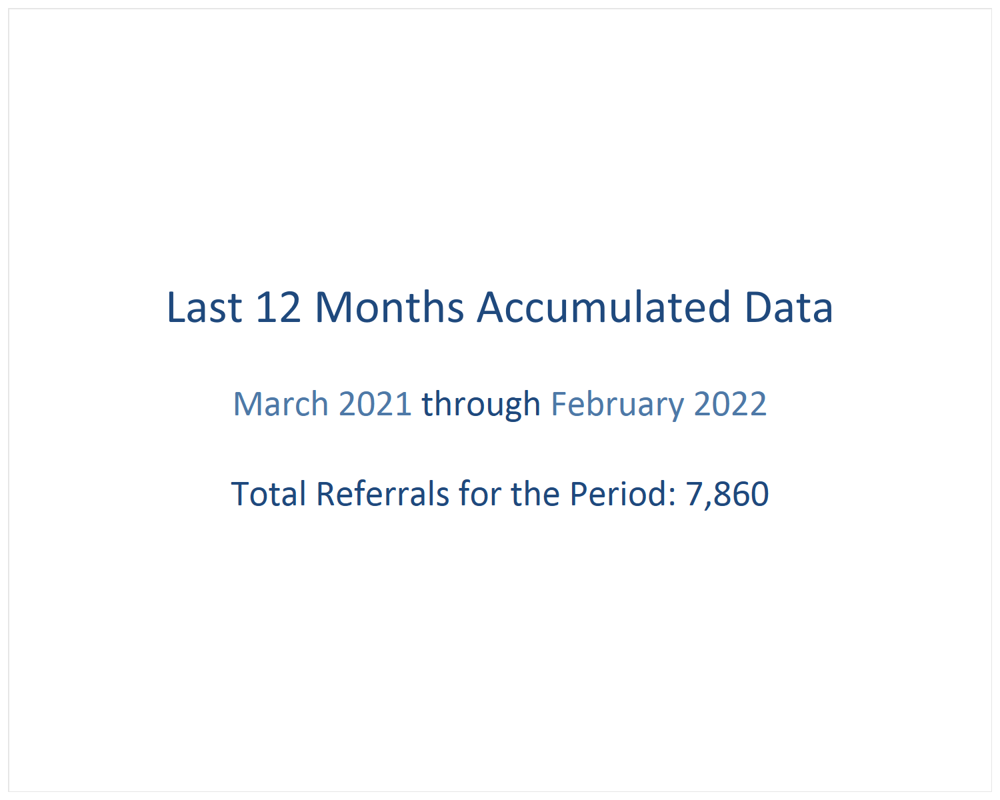 Last 12 Months Accumulated Data
March 2021 through February 2022
Total Referrals for the Period: 7,860